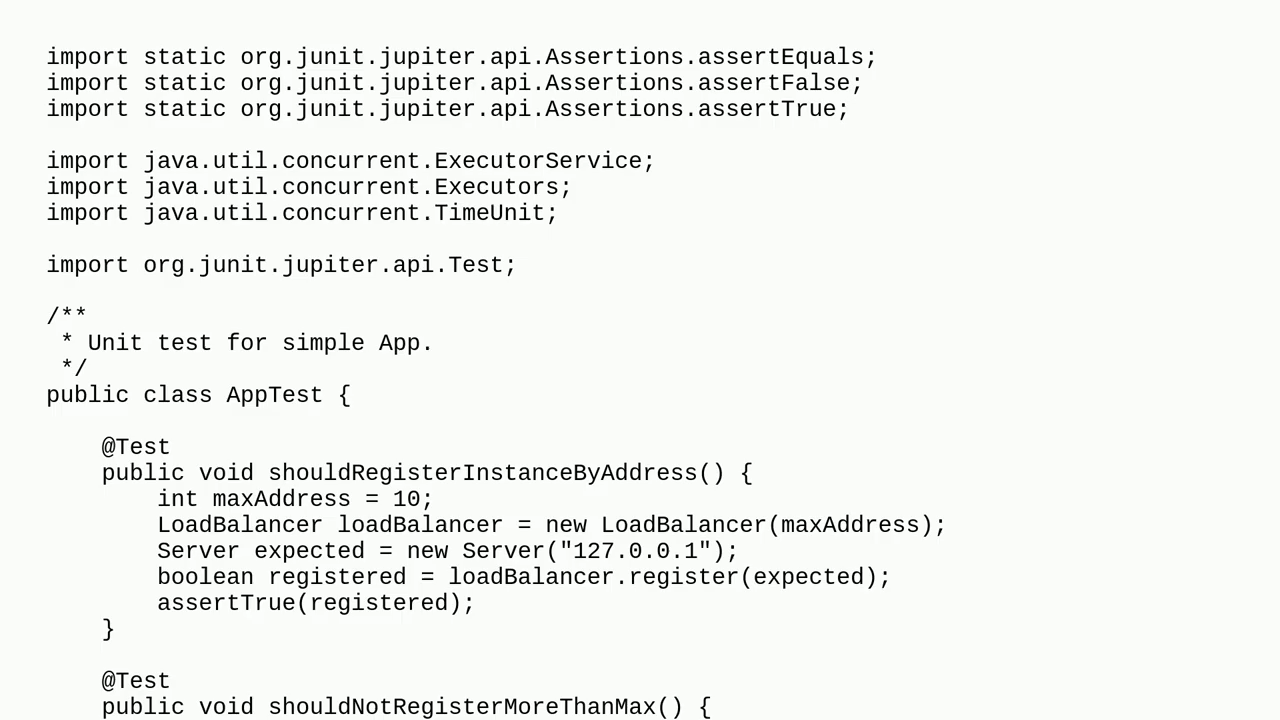 import static org.junit.jupiter.api.Assertions.assertEquals;
import static org.junit.jupiter.api.Assertions.assertFalse;
import static org.junit.jupiter.api.Assertions.assertTrue;

import java.util.concurrent.ExecutorService;
import java.util.concurrent.Executors;
import java.util.concurrent.TimeUnit;

import org.junit.jupiter.api.Test;

/**
 * Unit test for simple App.
 */
public class AppTest {

    @Test
    public void shouldRegisterInstanceByAddress() {
        int maxAddress = 10;
        LoadBalancer loadBalancer = new LoadBalancer(maxAddress);
        Server expected = new Server("127.0.0.1");
        boolean registered = loadBalancer.register(expected);
        assertTrue(registered);
    }

    @Test
    public void shouldNotRegisterMoreThanMax() {